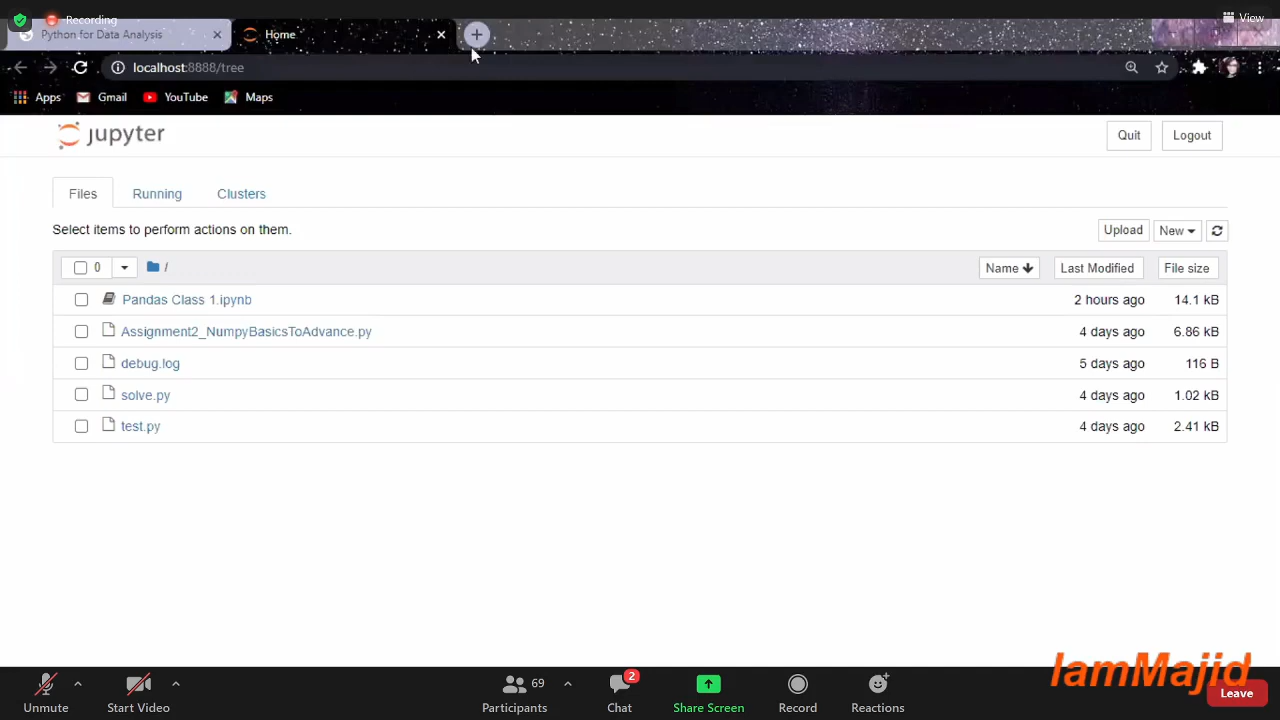 Recording
View
Python for Data Analysis
Home
localhost:8888/tree
Apps
Gmail
YouTube
Maps
jupyter
Quit
Logout
Files
Running
Clusters
Select items to perform actions on them.
Upload
New
0
/
Name
Last Modified
File size
Pandas Class 1.ipynb 2 hours ago 14.1 kB
Assignment2_NumpyBasicsToAdvance.py 4 days ago 6.86 kB
debug.log 5 days ago 116 B
solve.py 4 days ago 1.02 kB
test.py 4 days ago 2.41 kB
IamMajid
69
2
Unmute
Start Video
Participants
Chat
Share Screen
Record
Reactions
Leave